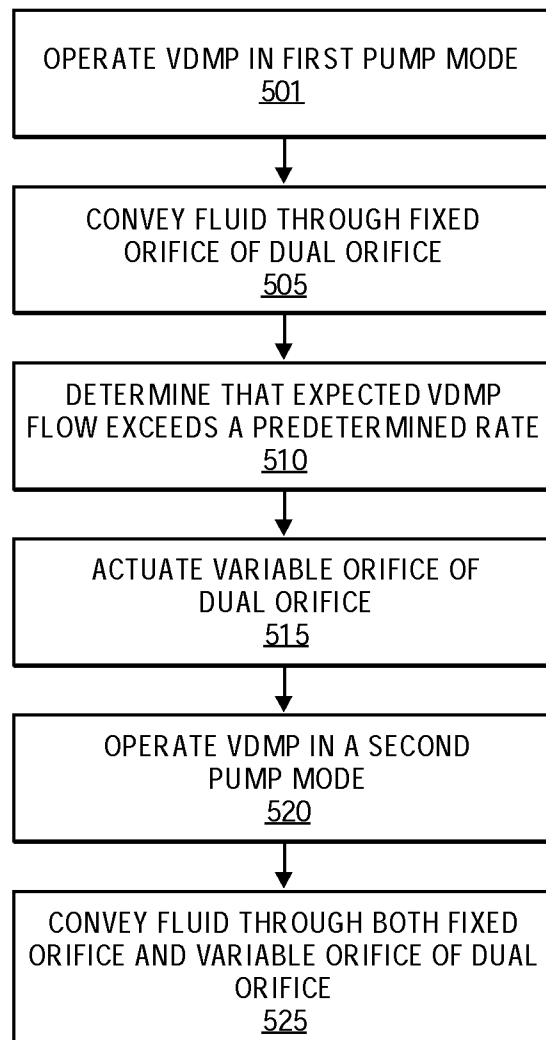 OPERATE VDMP IN FIRST PUMP MODE
501
CONVEY FLUID THROUGH FIXED
ORIFICE OF DUAL ORIFICE
505
DETERMINE THAT EXPECTED VDMP
FLOW EXCEEDS A PREDETERMINED RATE
510
ACTUATE VARIABLE ORIFICE OF
DUAL ORIFICE
515
OPERATE VDMP IN A SECOND
PUMP MODE
520
CONVEY FLUID THROUGH BOTH FIXED
ORIFICE AND VARIABLE ORIFICE OF DUAL
ORIFICE
525